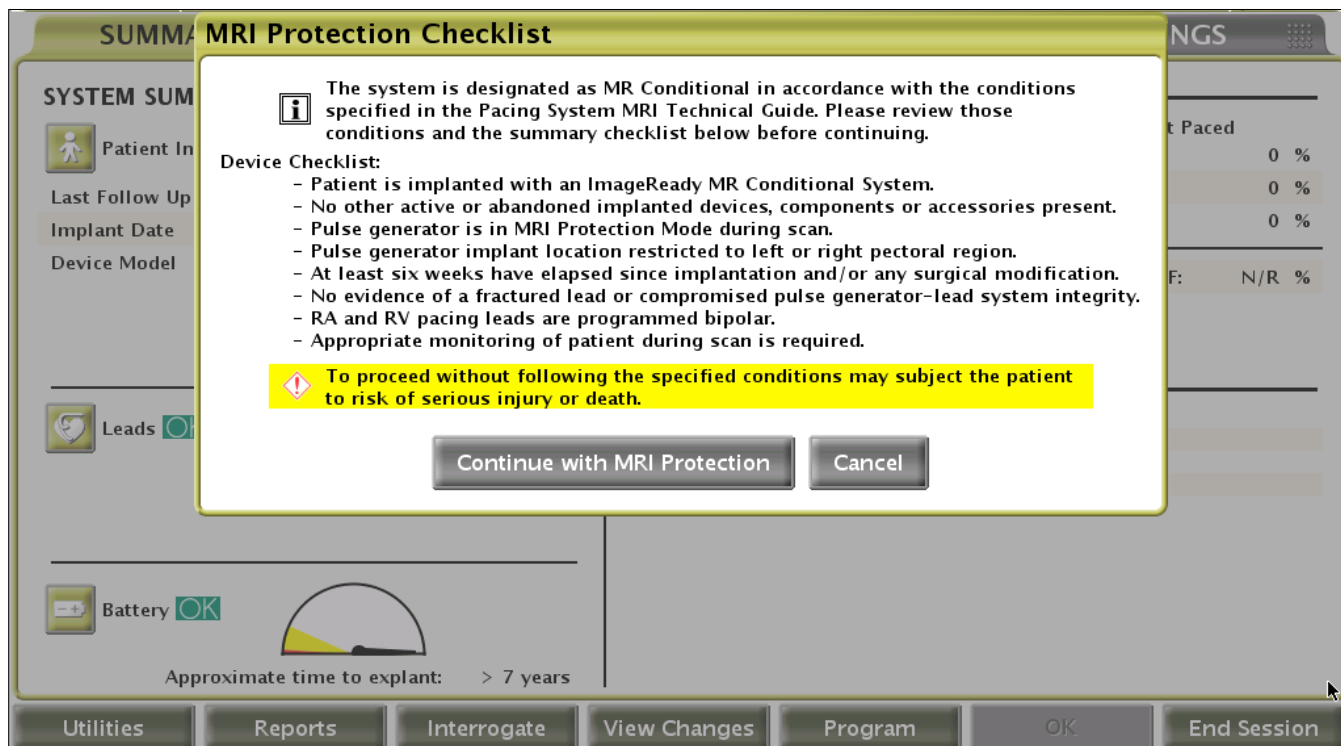 SUMMA
MRI Protection Checklist
NGS
The system is designated as MR Conditional in accordance with the conditions
specified in the Pacing System MRI Technical Guide. Please review those
conditions and the summary checklist below before continuing.
Device Checklist:
- Patient is implanted with an ImageReady MR Conditional System.
- No other active or abandoned implanted devices, components or accessories present.
- Pulse generator is in MRI Protection Mode during scan.
- Pulse generator implant location restricted to left or right pectoral region.
- At least six weeks have elapsed since implantation and/or any surgical modification.
- No evidence of a fractured lead or compromised pulse generator-lead system integrity.
- RA and RV pacing leads are programmed bipolar.
- Appropriate monitoring of patient during scan is required.
To proceed without following the specified conditions may subject the patient
to risk of serious injury or death.
Continue with MRI Protection
Cancel
SYSTEM SUM
Patient In
Last Follow Up
Implant Date
Device Model
Leads OK
Battery OK
Approximate time to explant: > 7 years
t Paced
0 %
0 %
0 %
F: N/R %
Utilities
Reports
Interrogate
View Changes
Program
OK
End Session